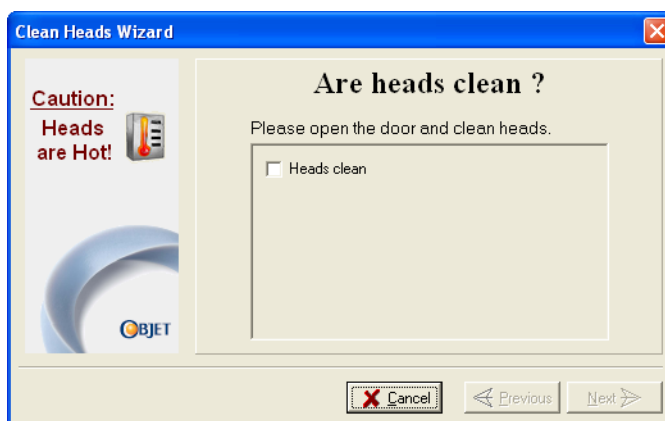 Clean Heads Wizard
Caution:
Heads
are Hot!
OBJET
Are heads clean ?
Please open the door and clean heads.
Heads clean
Cancel
Previous
Next